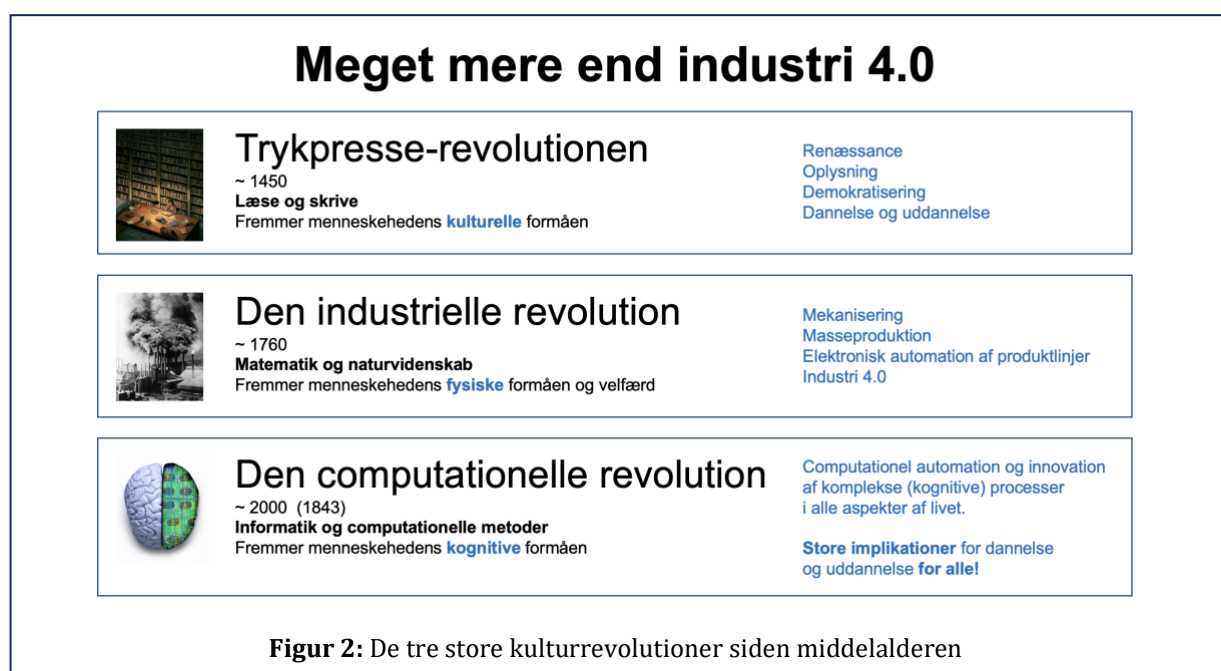 Meget mere end industri 4.0
Trykpresse-revolutionen
~ 1450
Læse og skrive
Fremmer menneskehedens kulturelle formåen
Renæssance
Oplysning
Demokratisering
Dannelse og uddannelse
Den industrielle revolution
~ 1760
Matematik og naturvidenskab
Fremmer menneskehedens fysiske formåen og velfærd
Mekanisering
Masseproduktion
Elektronisk automation af produktlinjer
Industri 4.0
Den computationelle revolution
~ 2000 (1843)
Informatik og computationelle metoder
Fremmer menneskehedens kognitive formåen
Computationel automation og innovation
af komplekse (kognitive) processer
i alle aspekter af livet.
Store implikationer for dannelse
og uddannelse for alle!
Figur 2: De tre store kulturrevolutioner siden middelalderen